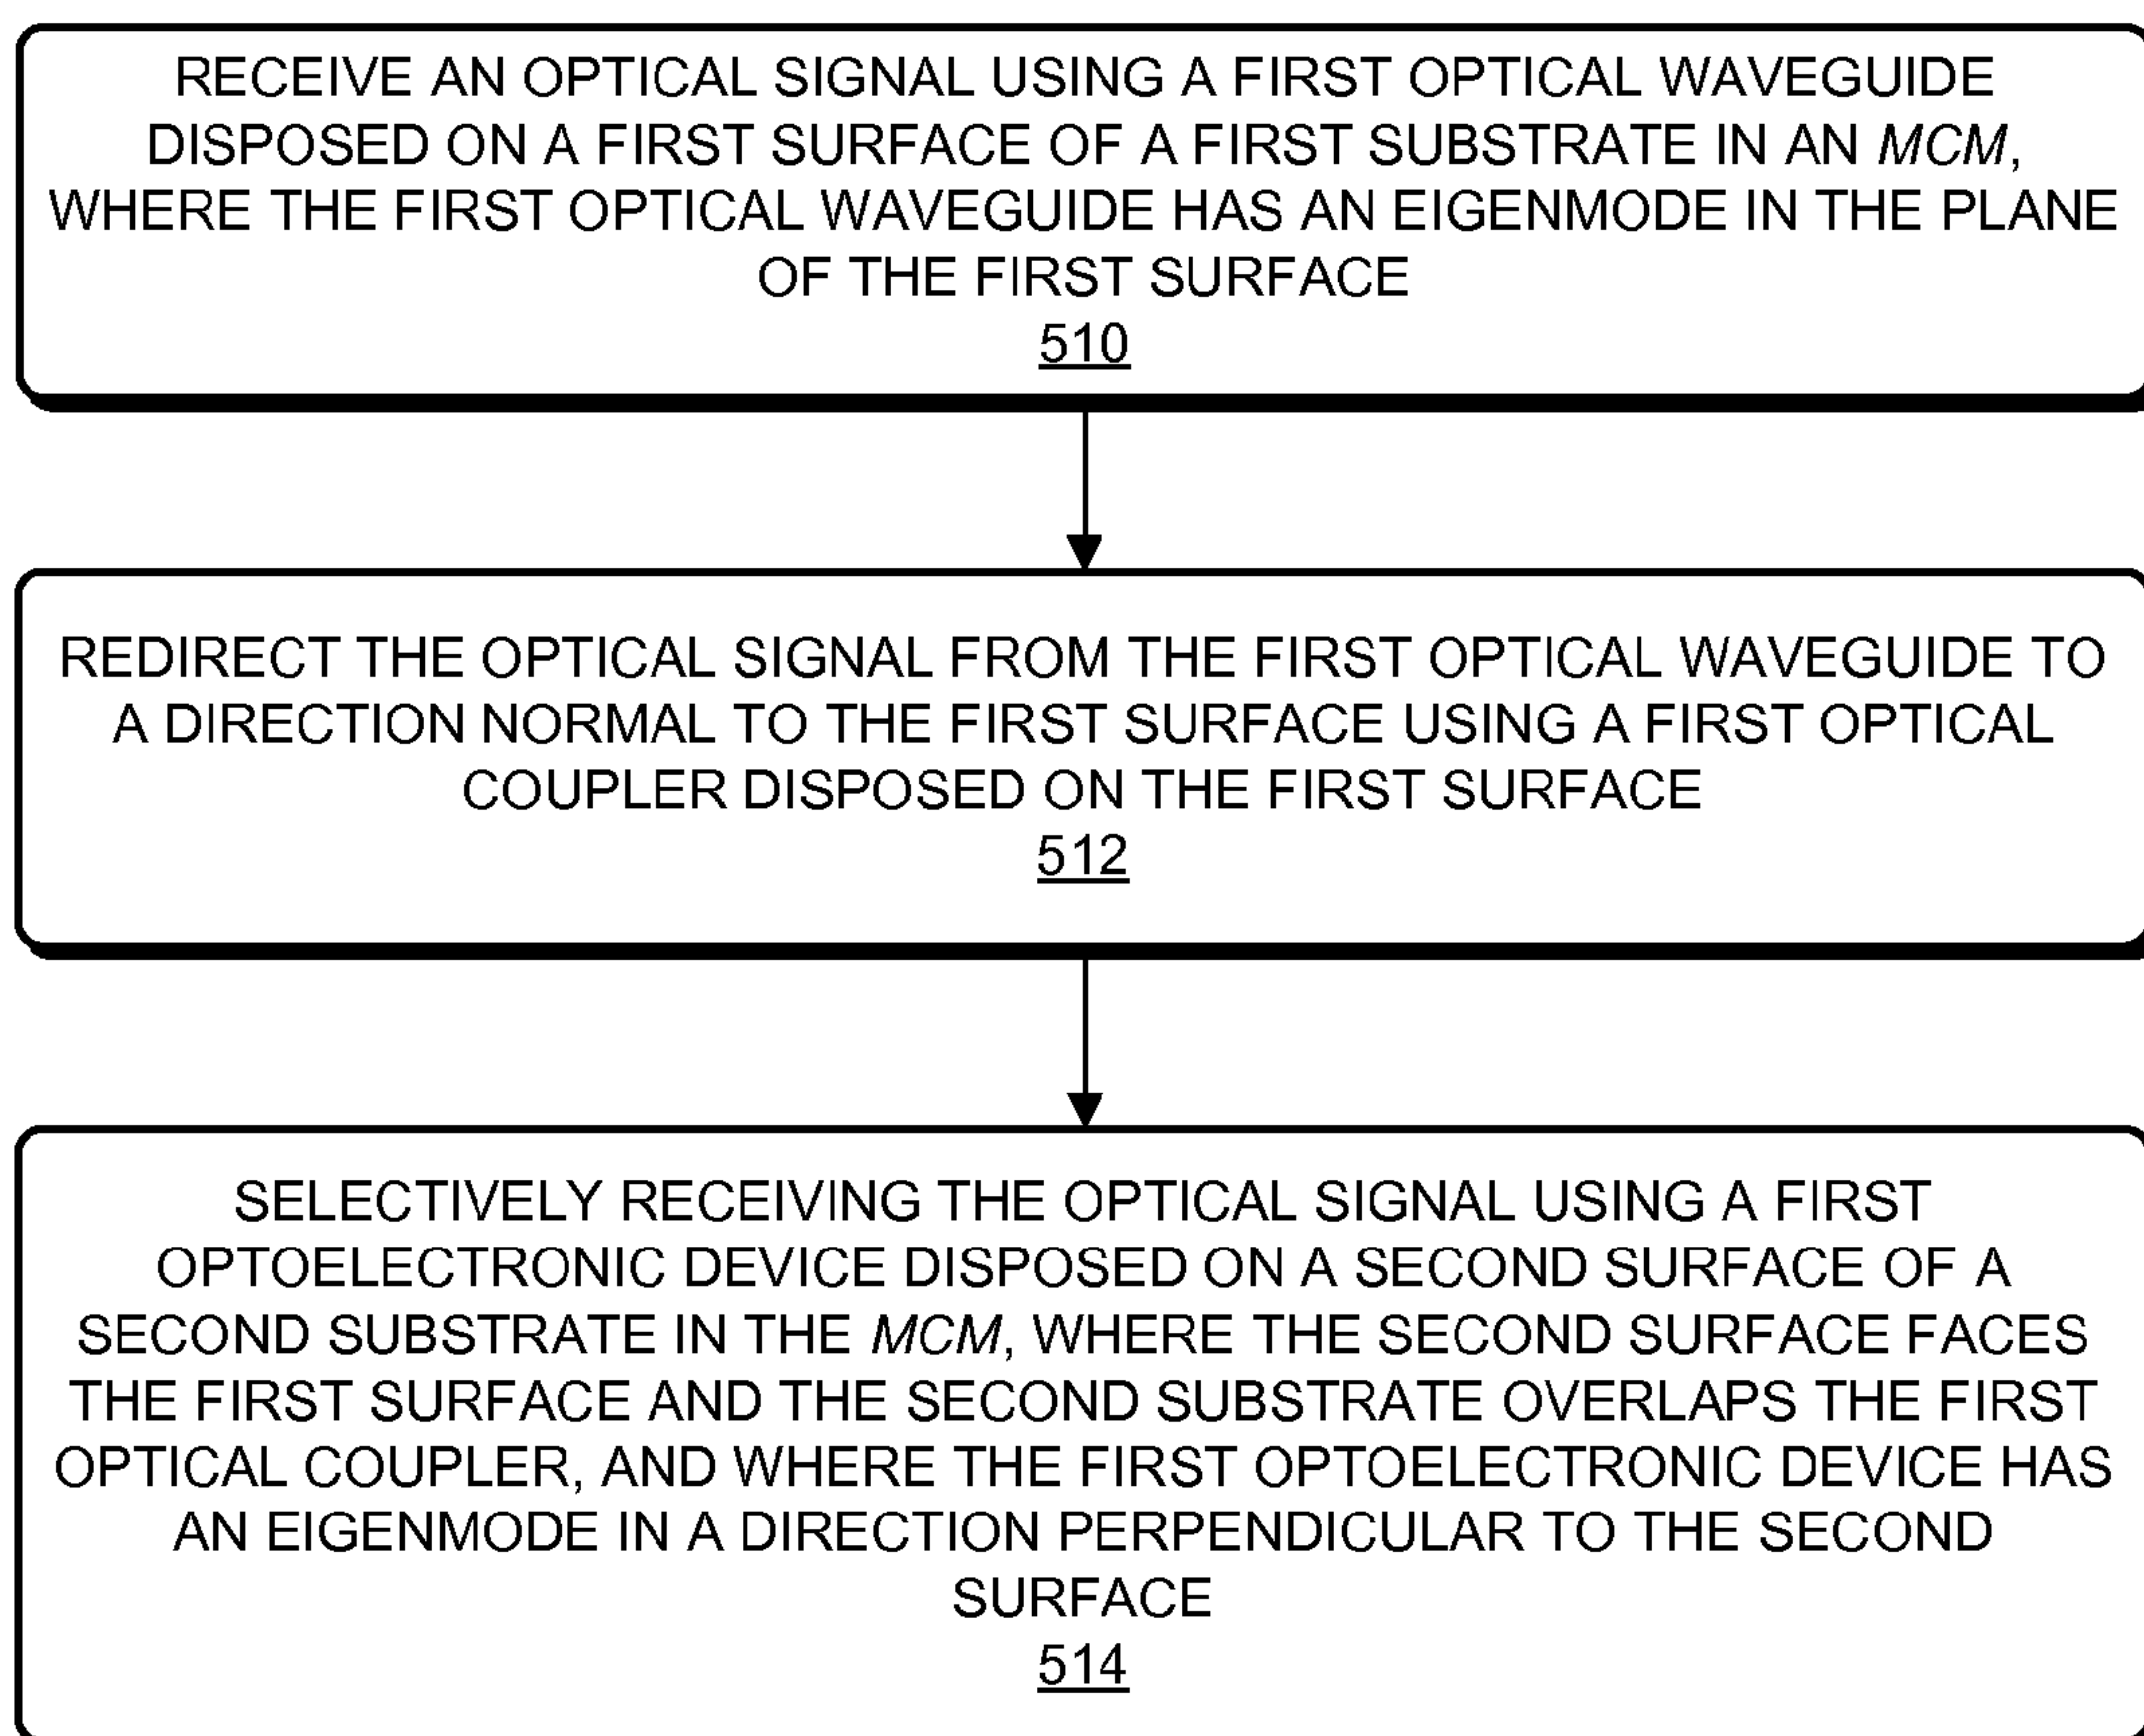 RECEIVE AN OPTICAL SIGNAL USING A FIRST OPTICAL WAVEGUIDE
DISPOSED ON A FIRST SURFACE OF A FIRST SUBSTRATE IN AN MCM,
WHERE THE FIRST OPTICAL WAVEGUIDE HAS AN EIGENMODE IN THE PLANE
OF THE FIRST SURFACE
510
REDIRECT THE OPTICAL SIGNAL FROM THE FIRST OPTICAL WAVEGUIDE TO
A DIRECTION NORMAL TO THE FIRST SURFACE USING A FIRST OPTICAL
COUPLER DISPOSED ON THE FIRST SURFACE
512
SELECTIVELY RECEIVING THE OPTICAL SIGNAL USING A FIRST
OPTOELECTRONIC DEVICE DISPOSED ON A SECOND SURFACE OF A
SECOND SUBSTRATE IN THE MCM, WHERE THE SECOND SURFACE FACES
THE FIRST SURFACE AND THE SECOND SUBSTRATE OVERLAPS THE FIRST
OPTICAL COUPLER, AND WHERE THE FIRST OPTOELECTRONIC DEVICE HAS
AN EIGENMODE IN A DIRECTION PERPENDICULAR TO THE SECOND
SURFACE
514